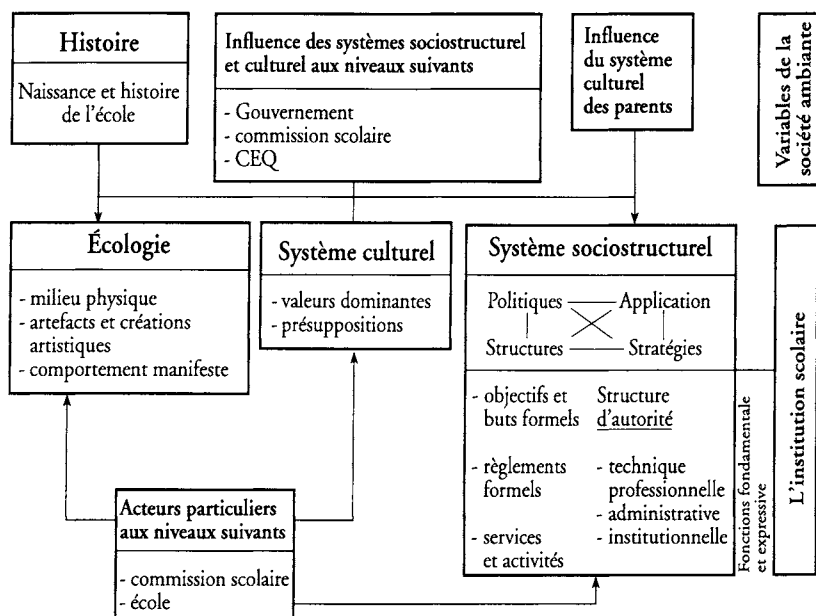 Histoire
Naissance et histoire
de l'école
Influence des systèmes sociostructurel
et culturel aux niveaux suivants
- Gouvernement
- commission scolaire
- CEQ
Influence
du système
culturel
des parents
Variables de la
société ambiante
Écologie
- milieu physique
- artefacts et créations
artistiques
- comportement manifeste
Système culturel
- valeurs dominantes
- présuppositions
Système sociostructurel
Politiques Application
Structures Stratégies
- objectifs et
buts formels
- règlements
formels
- services
et activités
Structure
d'autorité
- technique
professionnelle
- administrative
- institutionnelle
Fonctions fondamentale
et expressive
L'institution scolaire
Acteurs particuliers
aux niveaux suivants
- commission scolaire
- école